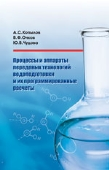 А.С. Копылов
В.Ф. Очков
Ю.В. Чудова
Процессы и аппараты
передовых технологий
водоподготовки
и их программированные
расчеты